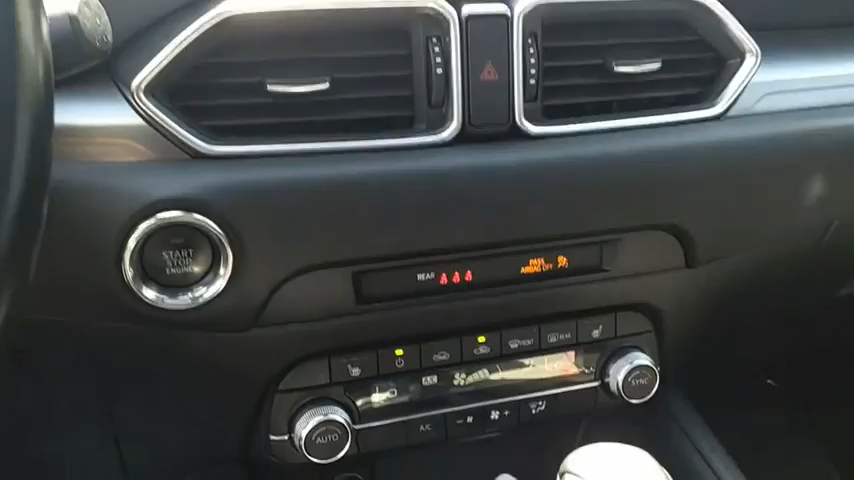 START
STOP
ENGINE
REAR
PASS
AIRBAG OFF
FRONT
REAR
AUTO
A/C
SYNC